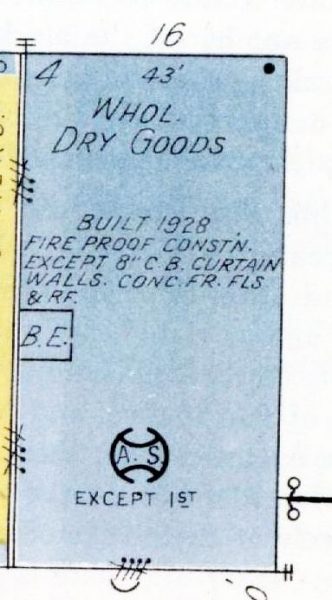 16
4 43'
WHOL.
DRY GOODS
BUILT 1928
FIRE PROOF CONSTN.
EXCEPT 8" C.B. CURTAIN
WALLS. CONC. FR. FLS
& RF.
B.E.
A. S.
EXCEPT 1ST